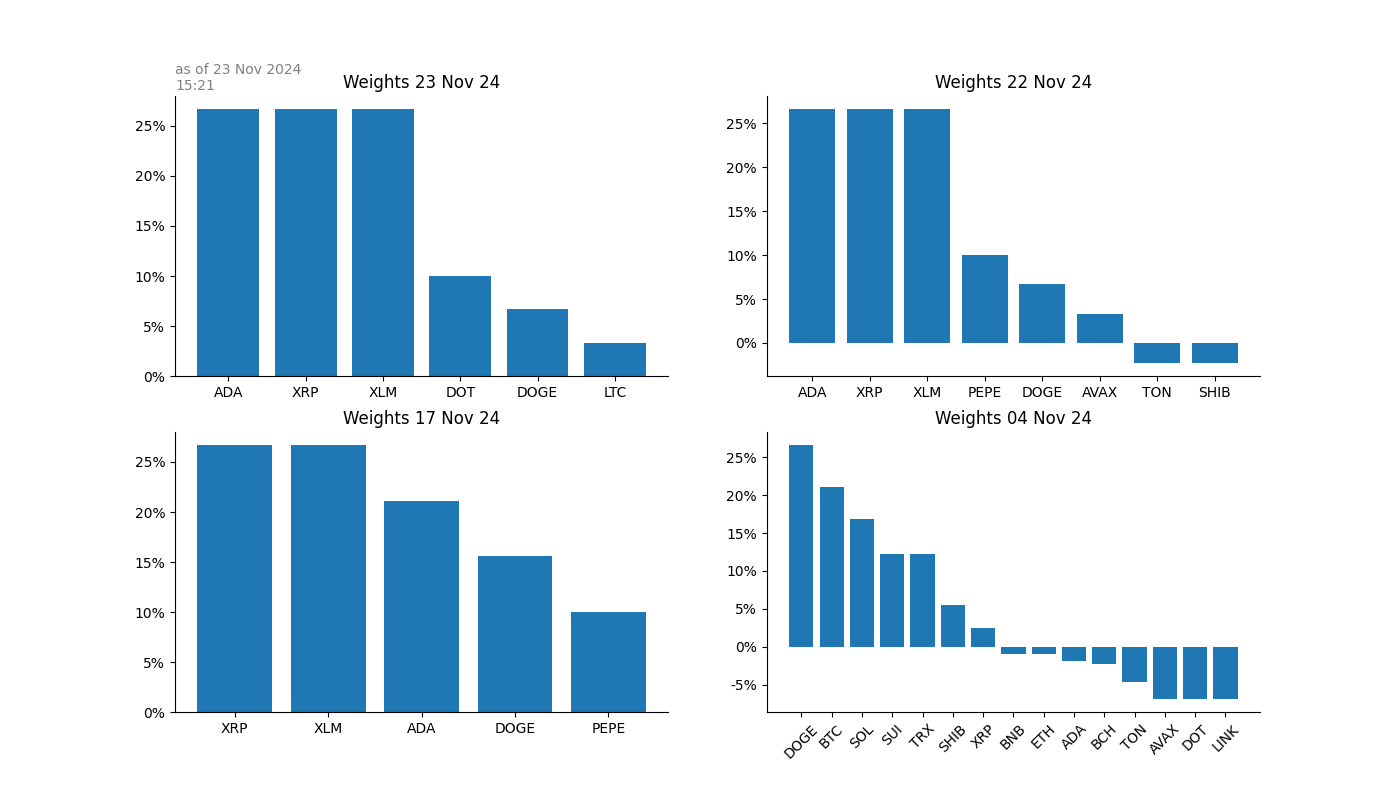 as of 23 Nov 2024
15:21
Weights 23 Nov 24
25%
20%
15%
10%
5%
0%
ADA XRP XLM DOT DOGE LTC
Weights 22 Nov 24
25%
20%
15%
10%
5%
0%
ADA XRP XLM PEPE DOGE AVAX TON SHIB
Weights 17 Nov 24
25%
20%
15%
10%
5%
0%
XRP XLM ADA DOGE PEPE
Weights 04 Nov 24
25%
20%
15%
10%
5%
0%
-5%
DOGE BTC SOL SUI TRX SHIB XRP BNB ETH ADA BCH TON AVAX DOT LINK